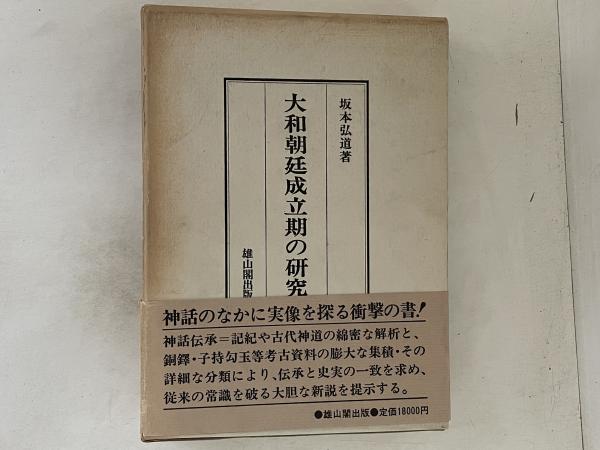 坂本弘道著
大和朝廷成立期の研究
雄山閣出版
神話のなかに実像を探る衝撃の書!
神話伝承=記紀や古代神道の綿密な解析と、
銅鐸・子持勾玉等考古資料の膨大な集積・その
詳細な分類により、伝承と史実の一致を求め、
従来の常識を破る大胆な新説を提示する。
●雄山閣出版●定価18000円